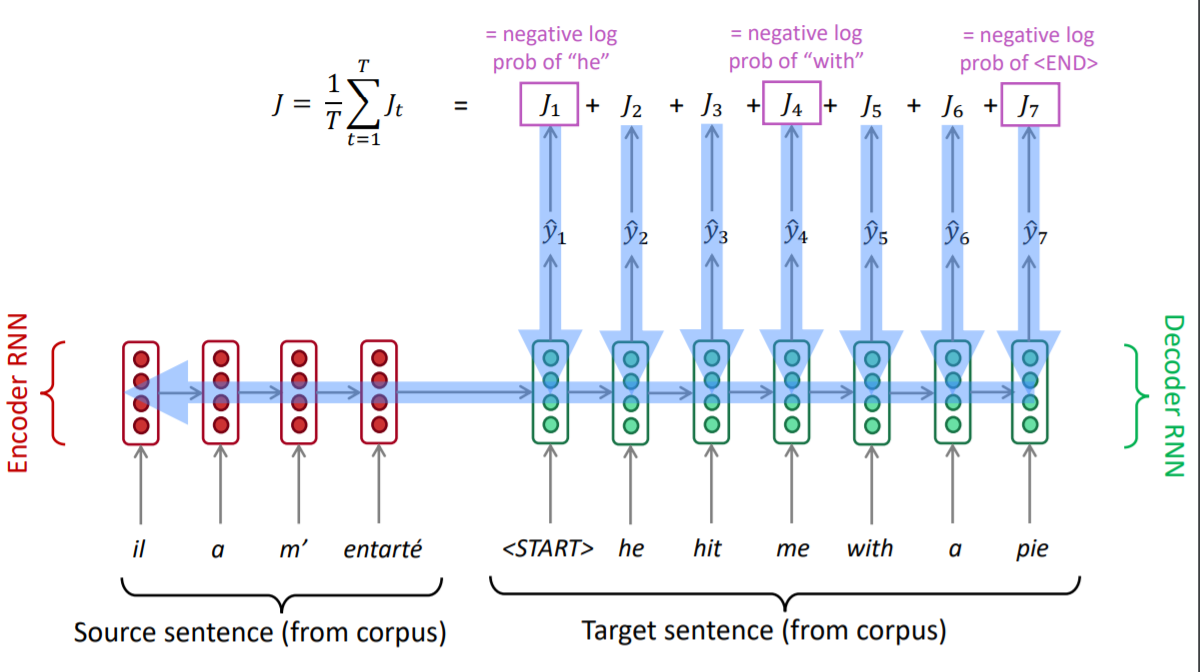 = negative log
prob of “he”
= negative log
prob of “with”
= negative log
prob of <END>
J = 1/T ∑ₜ₌₁ᵀ Jₜ = J₁ + J₂ + J₃ + J₄ + J₅ + J₆ + J₇
ŷ₁ ŷ₂ ŷ₃ ŷ₄ ŷ₅ ŷ₆ ŷ₇
Encoder RNN
Decoder RNN
il a m’ entarté <START> he hit me with a pie
Source sentence (from corpus)
Target sentence (from corpus)